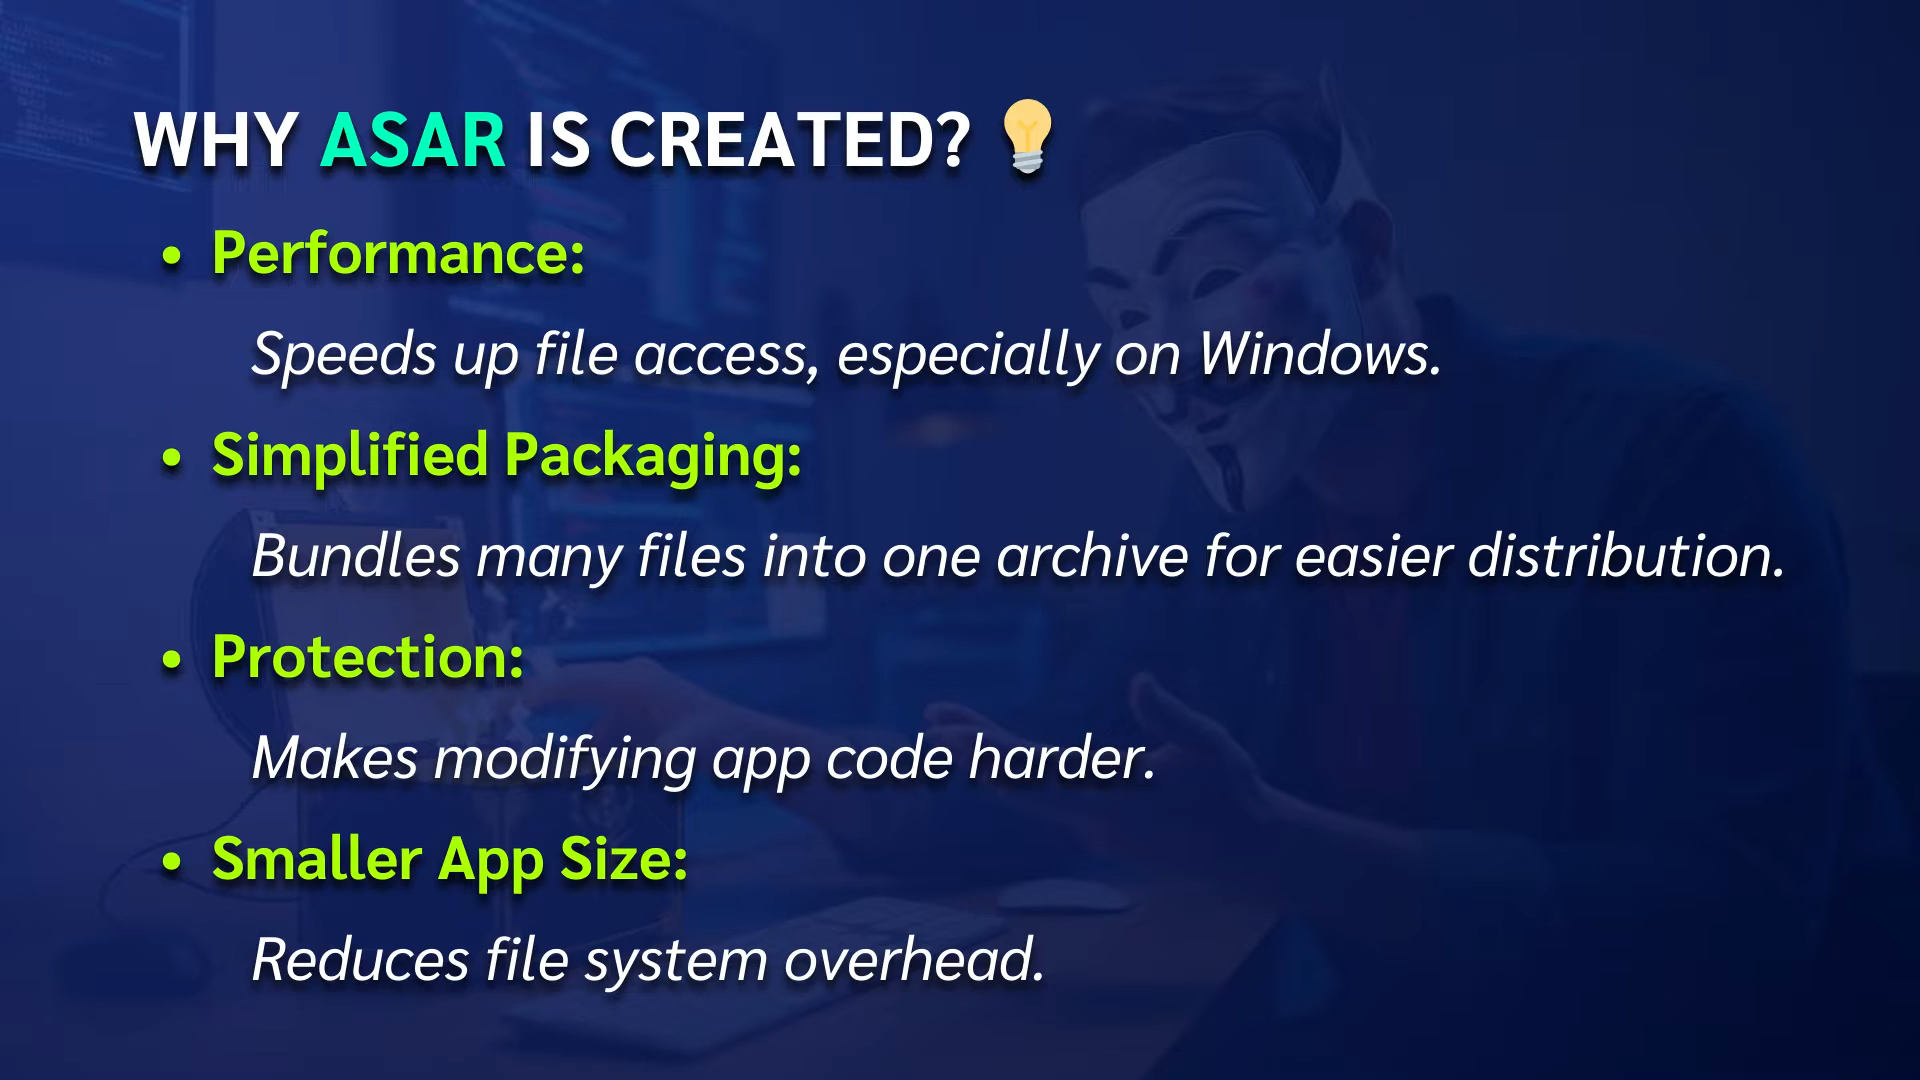 WHY ASAR IS CREATED? 💡
• Performance:
Speeds up file access, especially on Windows.
• Simplified Packaging:
Bundles many files into one archive for easier distribution.
• Protection:
Makes modifying app code harder.
• Smaller App Size:
Reduces file system overhead.